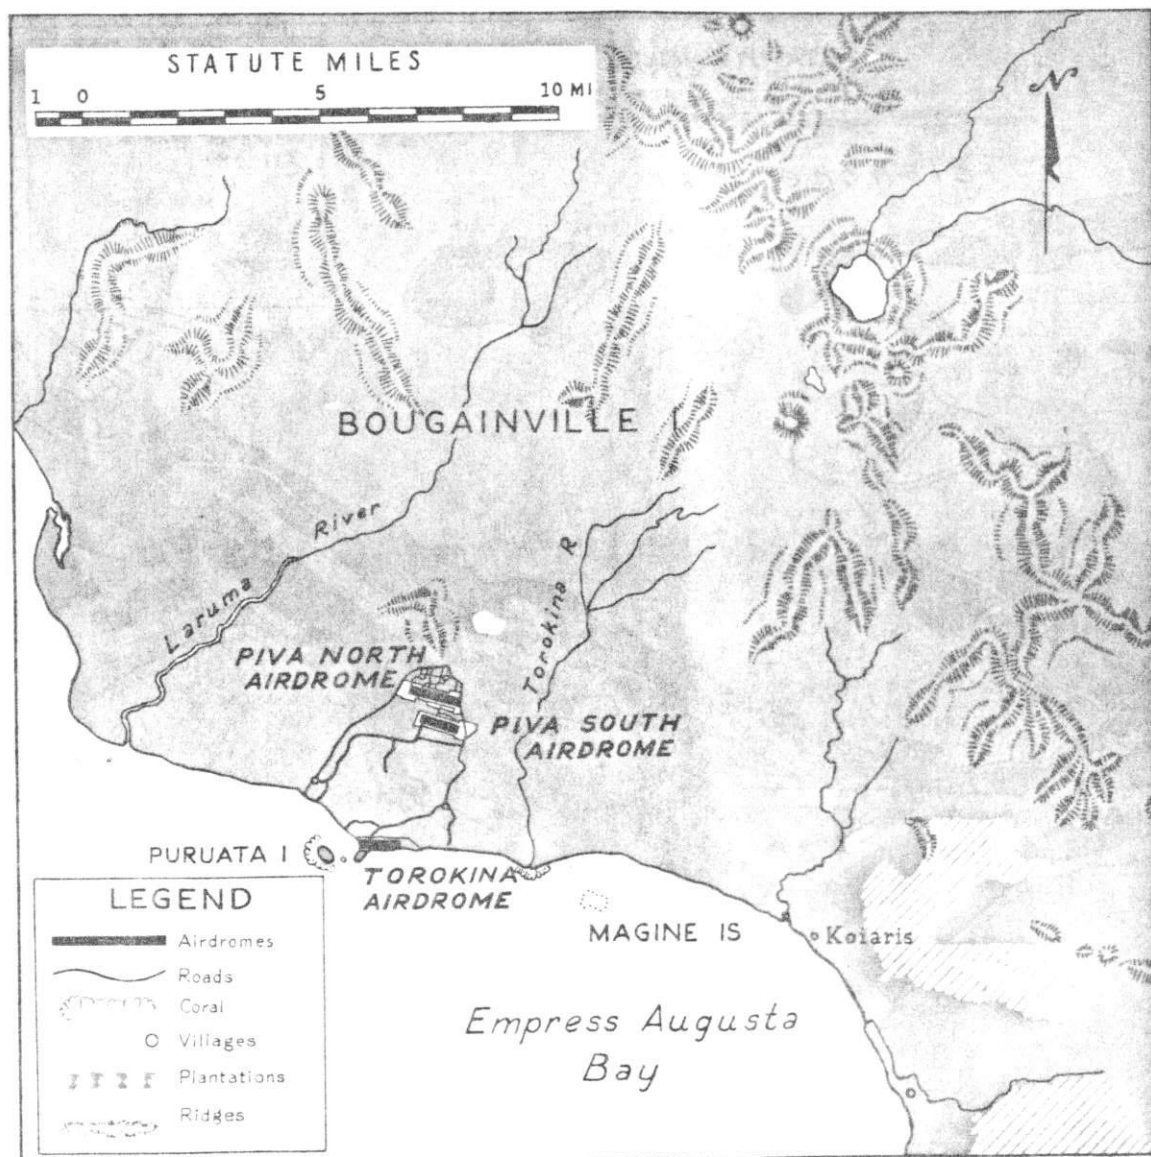 STATUTE MILES
1 0 5 10 MI
N
BOUGAINVILLE I
Laruma River
Torokina R
PIVA NORTH
AIRDROME
PIVA SOUTH
AIRDROME
PURUATA I
TOROKINA
AIRDROME
MAGINE IS
Koiaris
Empress Augusta
Bay
LEGEND
Airdromes
Roads
Coral
Villages
Plantations
Ridges